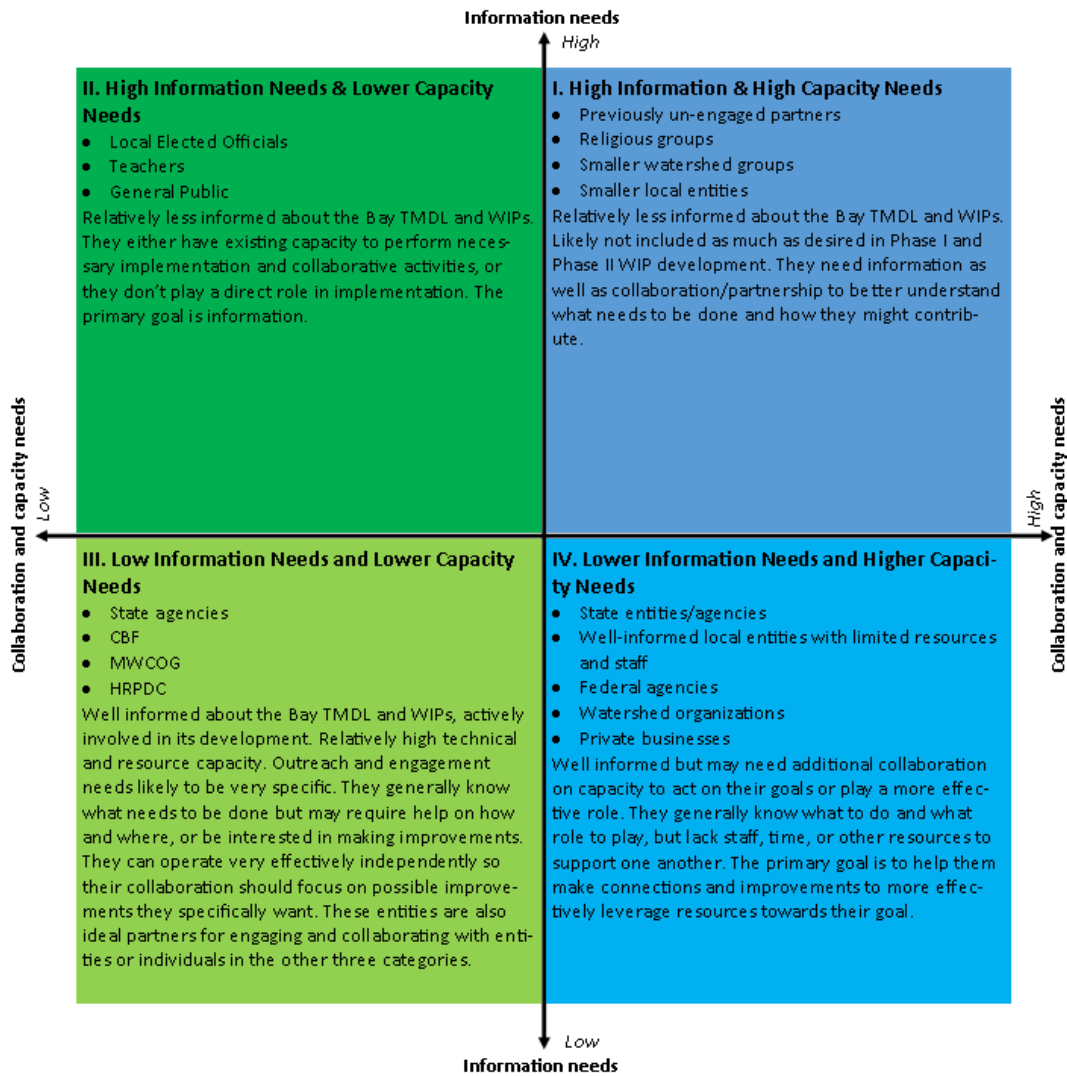 Information needs
High
II. High Information Needs & Lower Capacity
Needs
● Local Elected Officials
● Teachers
● General Public
Relatively less informed about the Bay TMDL and WIPs.
They either have existing capacity to perform neces-
sary implementation and collaborative activities, or
they don't play a direct role in implementation. The
primary goal is information.
I. High Information & High Capacity Needs
● Previously un-engaged partners
● Religious groups
● Smaller watershed groups
● Smaller local entities
Relatively less informed about the Bay TMDL and WIPs.
Likely not included as much as desired in Phase I and
Phase II WIP development. They need information as
well as collaboration/partnership to better understand
what needs to be done and how they might contrib-
ute.
Collaboration and capacity needs
Low
High
Collaboration and capacity needs
III. Low Information Needs and Lower Capacity
Needs
● State agencies
● CBF
● MWCOG
● HRPDC
Well informed about the Bay TMDL and WIPs, actively
involved in its development. Relatively high technical
and resource capacity. Outreach and engagement
needs likely to be very specific. They generally know
what needs to be done but may require help on how
and where, or be interested in making improvements.
They can operate very effectively independently so
their collaboration should focus on possible improve-
ments they specifically want. These entities are also
ideal partners for engaging and collaborating with enti-
ties or individuals in the other three categories.
IV. Lower Information Needs and Higher Capaci-
ty Needs
● State entities/agencies
● Well-informed local entities with limited resources
and staff
● Federal agencies
● Watershed organizations
● Private businesses
Well informed but may need additional collaboration
on capacity to act on their goals or play a more effec-
tive role. They generally know what to do and what
role to play, but lack staff, time, or other resources to
support one another. The primary goal is to help them
make connections and improvements to more effec-
tively leverage resources towards their goal.
Low
Information needs